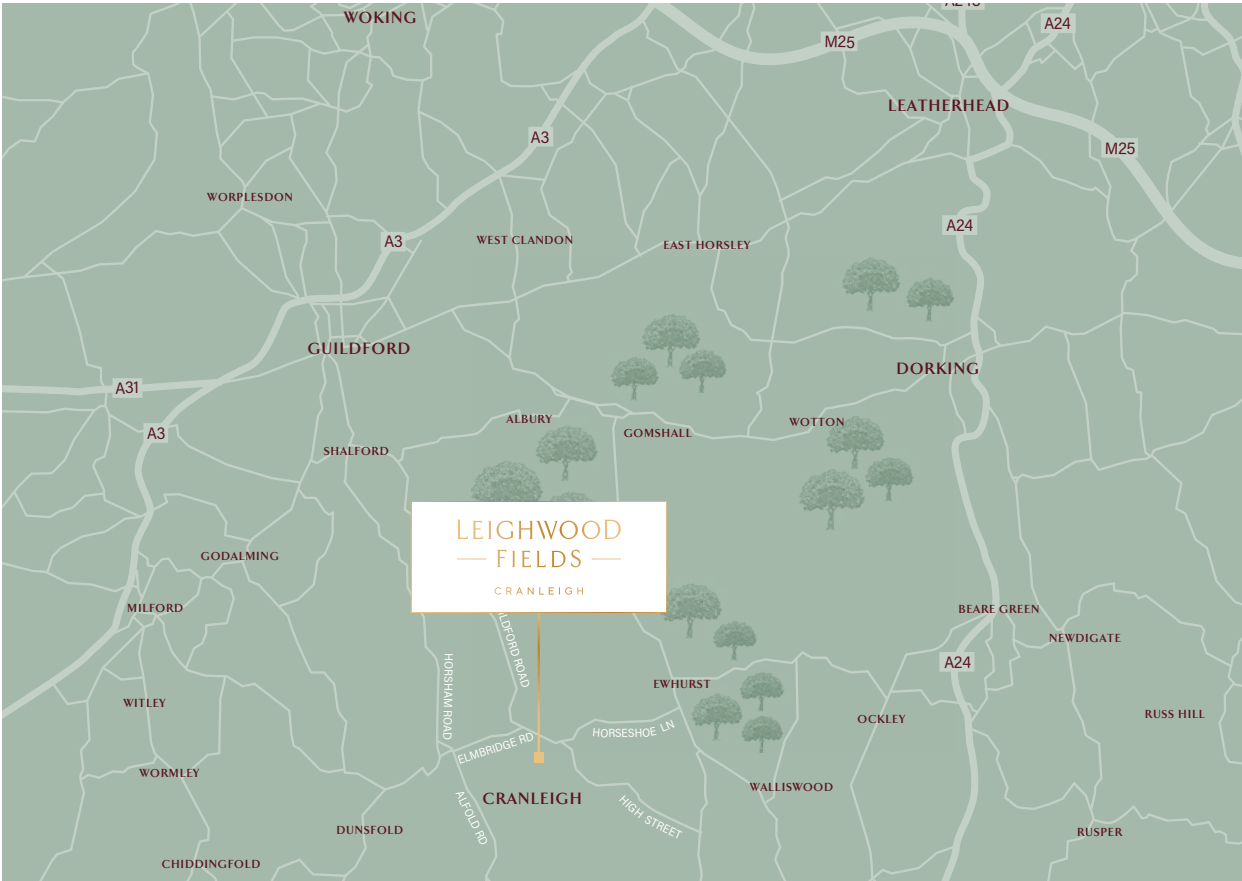 WOKING
A24
M25
LEATHERHEAD
A3
M25
WORPLESDON
A24
A3
WEST CLANDON
EAST HORSLEY
GUILDFORD
DORKING
A31
ALBURY
WOTTON
A3
GOMSHALL
SHALFORD
LEIGHWOOD
FIELDS
CRANLEIGH
GODALMING
MILFORD
BEARE GREEN
NEWDIGATE
LDFORD ROAD
HORSHAM ROAD
A24
EWHURST
WITLEY
RUSS HILL
OCKLEY
HORSESHOE LN
ELMBRIDGE RD
WORMLEY
WALLISWOOD
CRANLEIGH
ALFOLD RD
HIGH STREET
DUNSFOLD
RUSPER
CHIDDINGFOLD